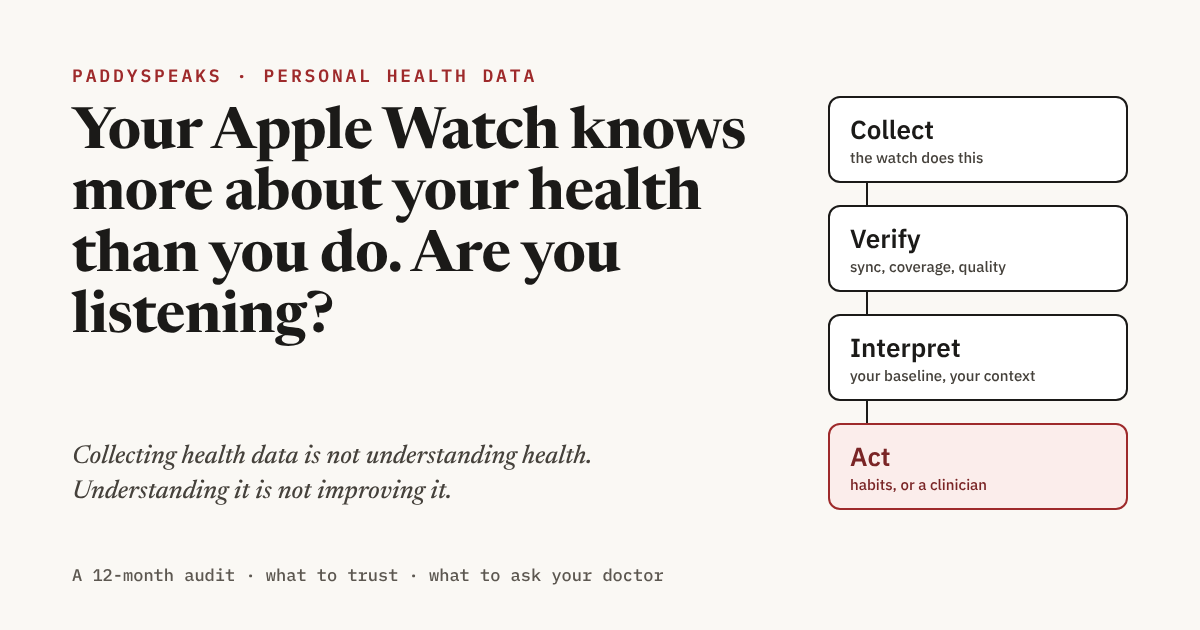 PADDYSPEAKS · PERSONAL HEALTH DATA
Your Apple Watch knows
more about your health
than you do. Are you
listening?
Collecting health data is not understanding health.
Understanding it is not improving it.
A 12-month audit · what to trust · what to ask your doctor
Collect
the watch does this
Verify
sync, coverage, quality
Interpret
your baseline, your context
Act
habits, or a clinician